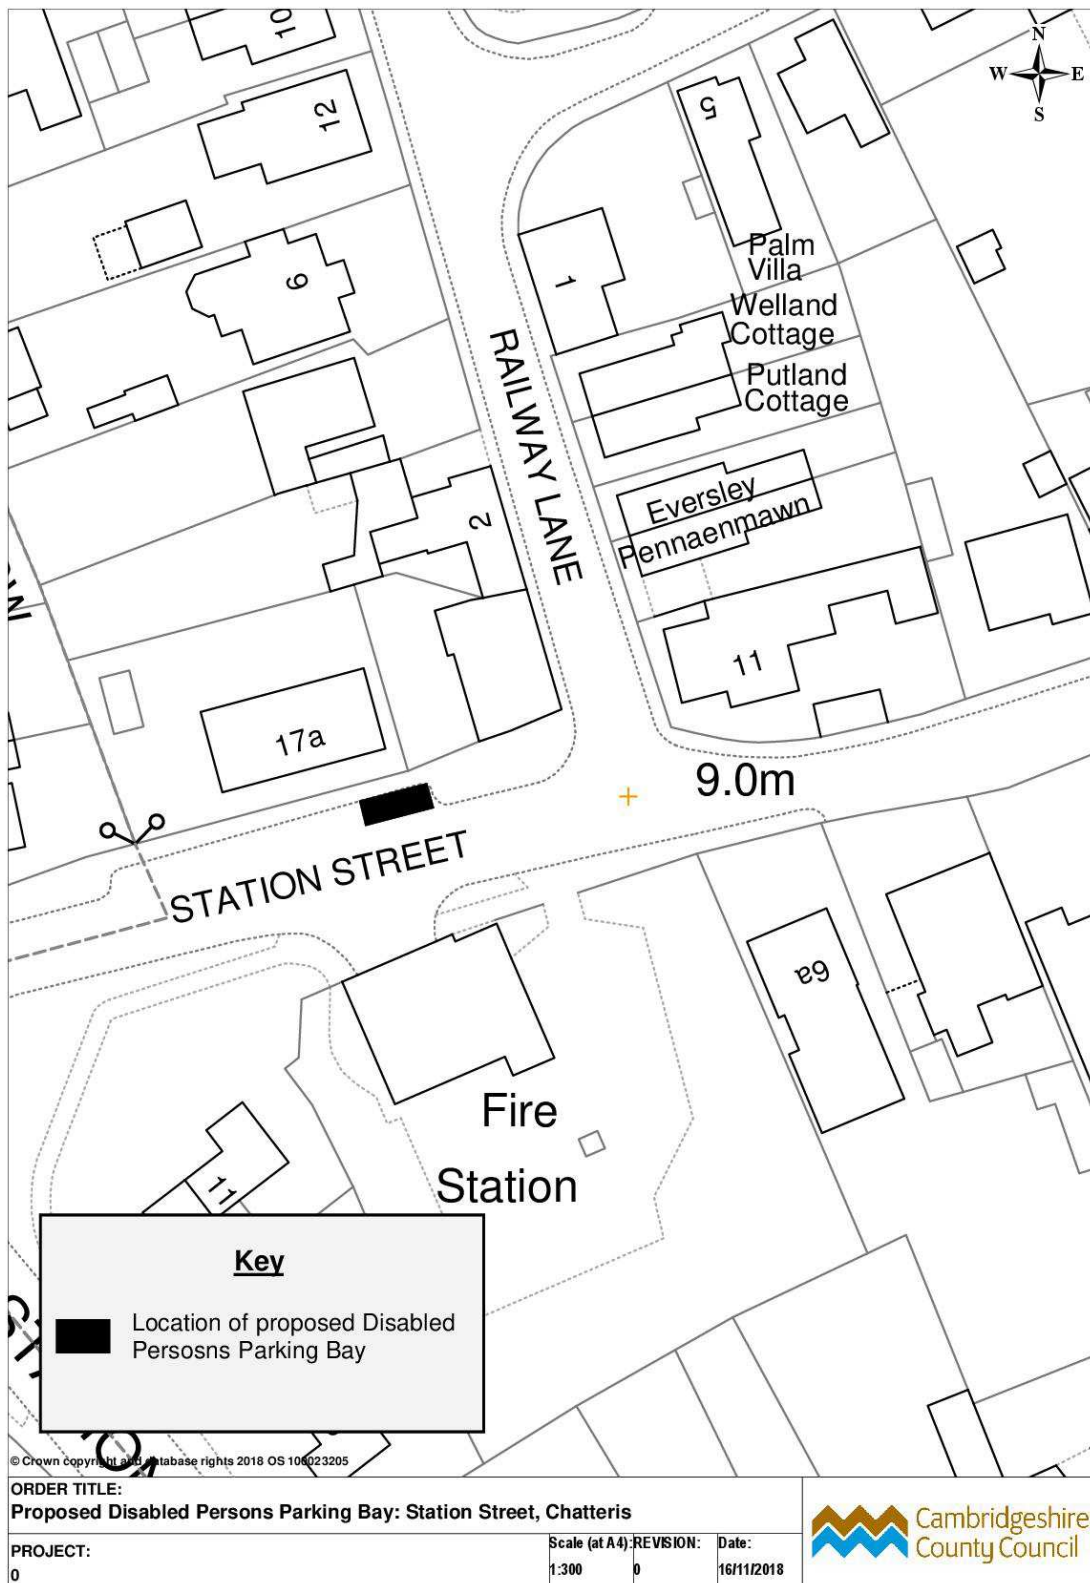 10
N
W E
S
12
5
9
1
Palm
Villa
Welland
Cottage
Putland
Cottage
RAILWAY LANE
Eversley
Pennaenmawn
2
11
17a
9.0m
STATION STREET
6a
Fire
Station
11
Key
Location of proposed Disabled
Persosns Parking Bay
© Crown copyright and database rights 2018 OS 100023205
ORDER TITLE:
Proposed Disabled Persons Parking Bay: Station Street, Chatteris
PROJECT:
0
Scale (at A4):
1:300
REVISION:
0
Date:
16/11/2018
Cambridgeshire
County Council